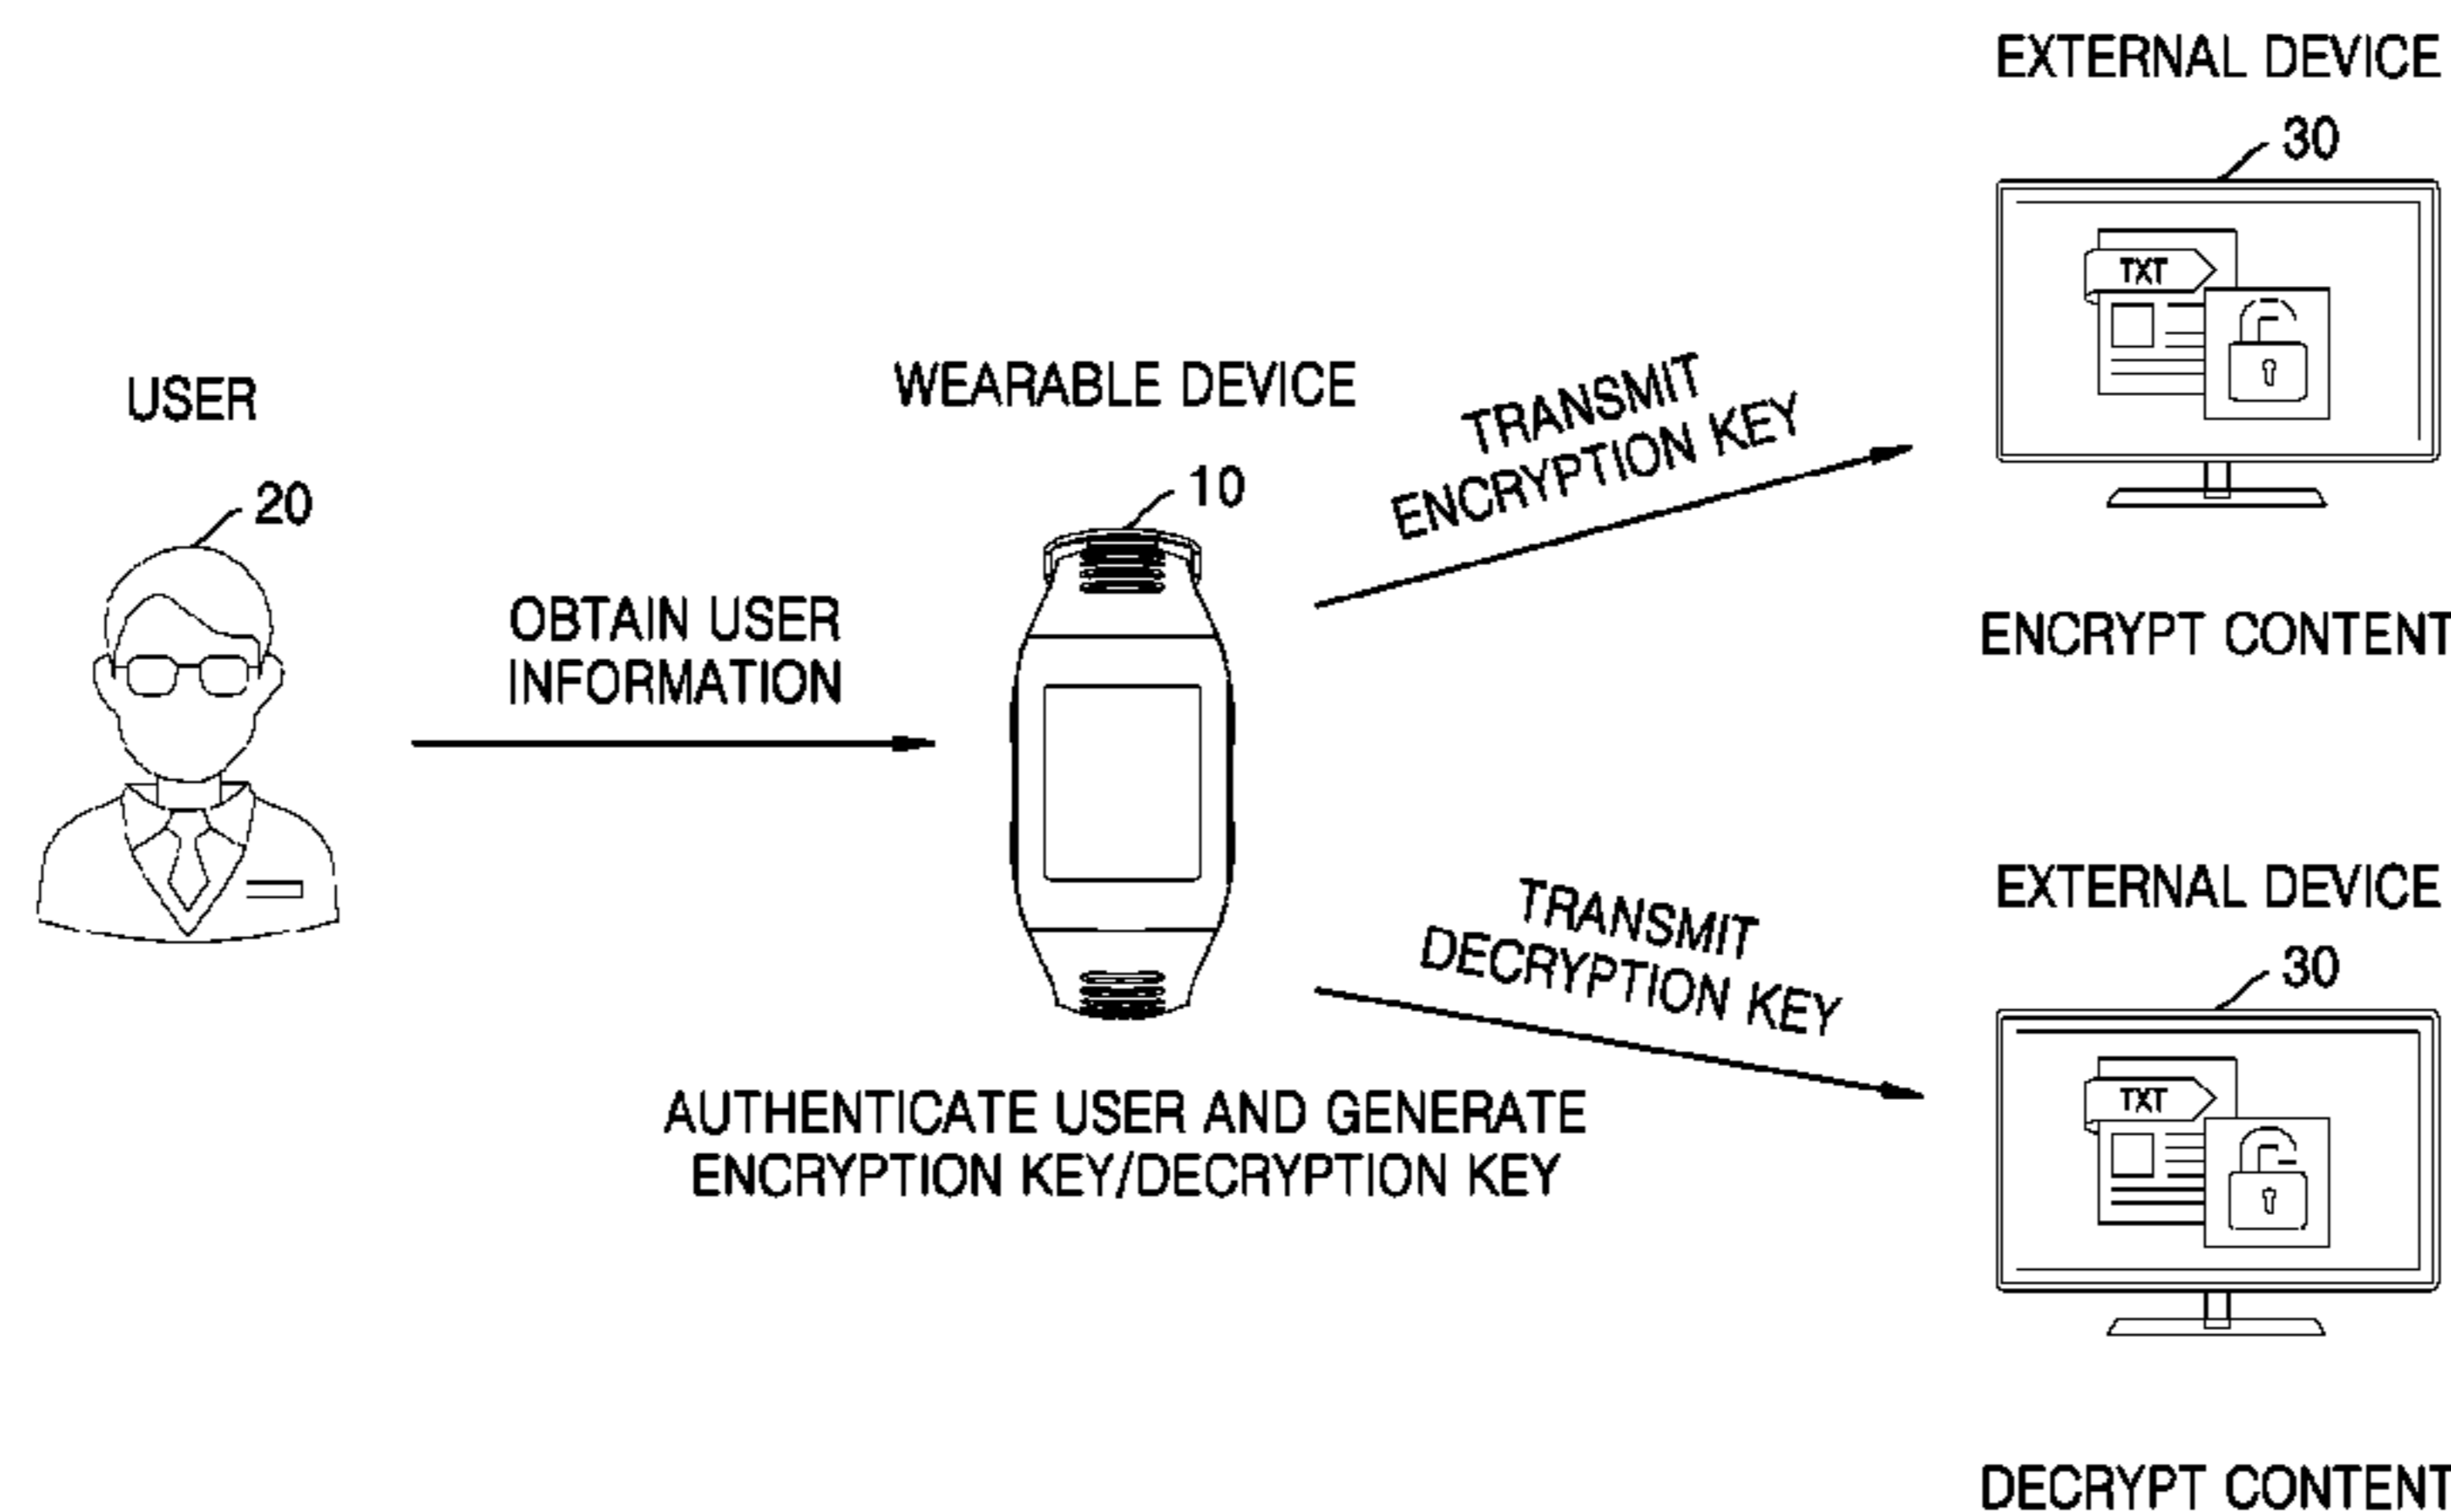 USER
20
OBTAIN USER
INFORMATION
WEARABLE DEVICE
10
AUTHENTICATE USER AND GENERATE
ENCRYPTION KEY/DECRYPTION KEY
TRANSMIT
ENCRYPTION KEY
EXTERNAL DEVICE
30
TXT
ENCRYPT CONTENT
TRANSMIT
DECRYPTION KEY
EXTERNAL DEVICE
30
TXT
DECRYPT CONTENT